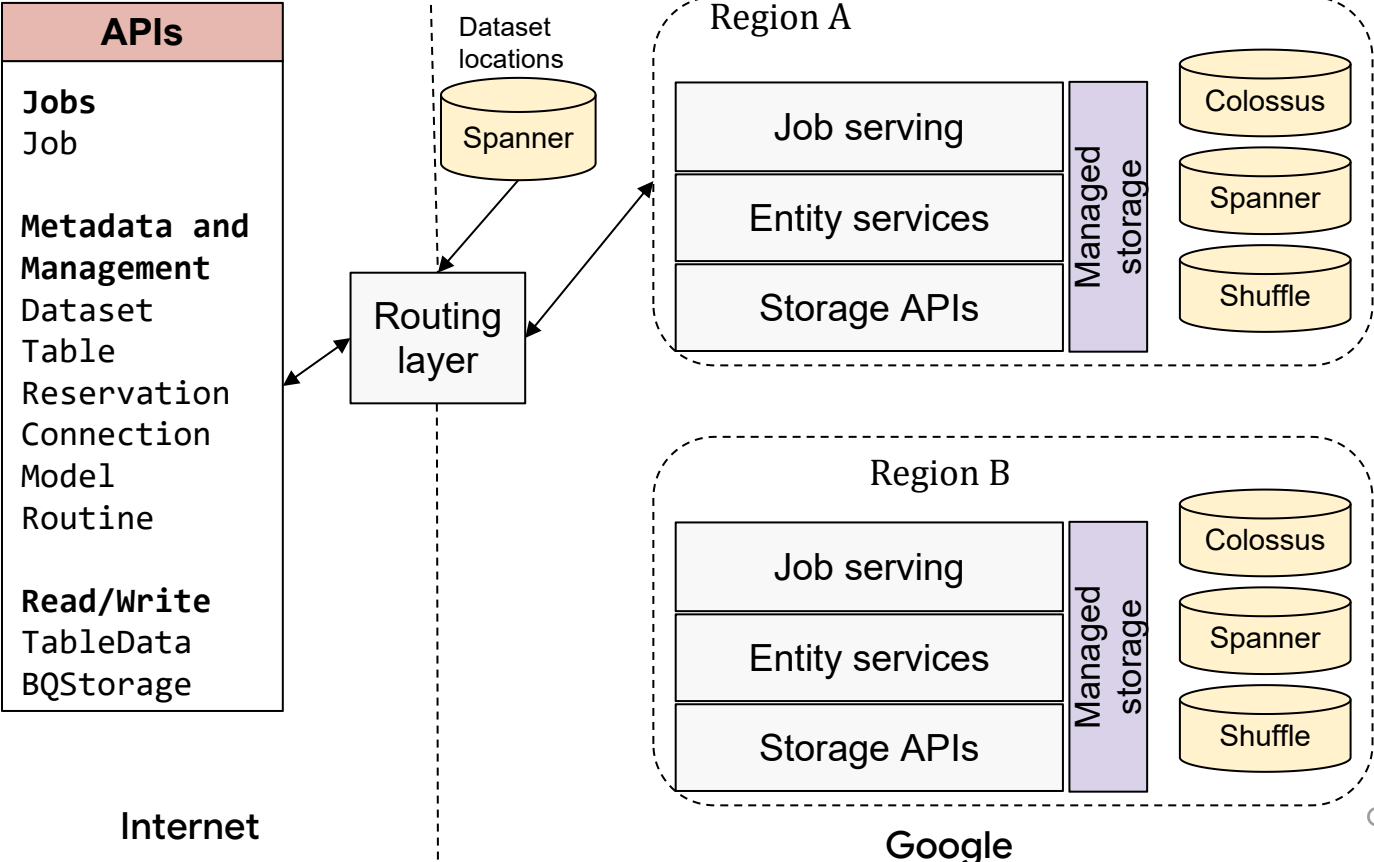 APIs
Jobs
Job
Metadata and
Management
Dataset
Table
Reservation
Connection
Model
Routine
Read/Write
TableData
BQStorage
Internet
Dataset
locations
Spanner
Routing
layer
Region A
Job serving
Entity services
Storage APIs
Managed
storage
Colossus
Spanner
Shuffle
Region B
Job serving
Entity services
Storage APIs
Managed
storage
Colossus
Spanner
Shuffle
Google